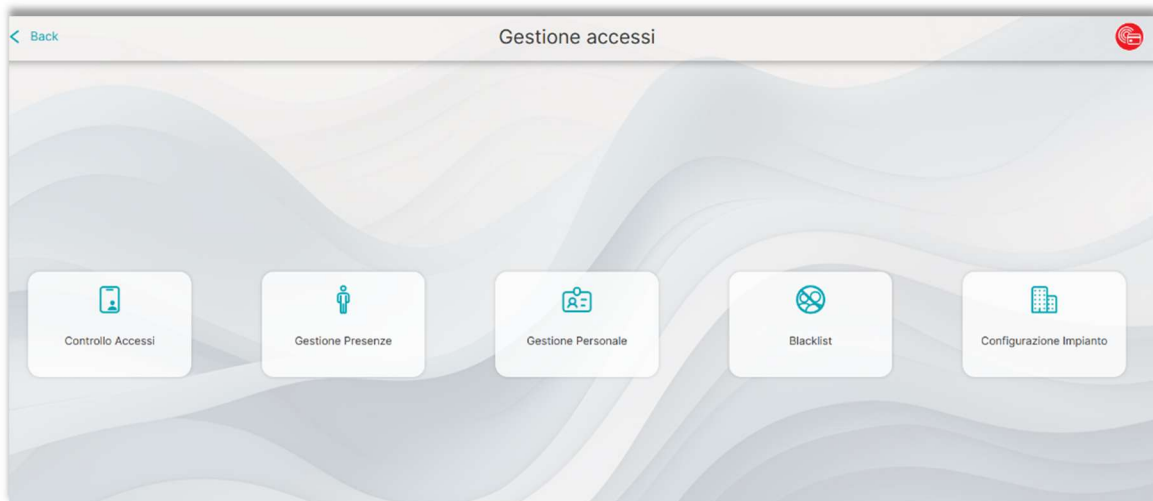 Back
Gestione accessi
Controllo Accessi
Gestione Presenze
Gestione Personale
Blacklist
Configurazione Impianto